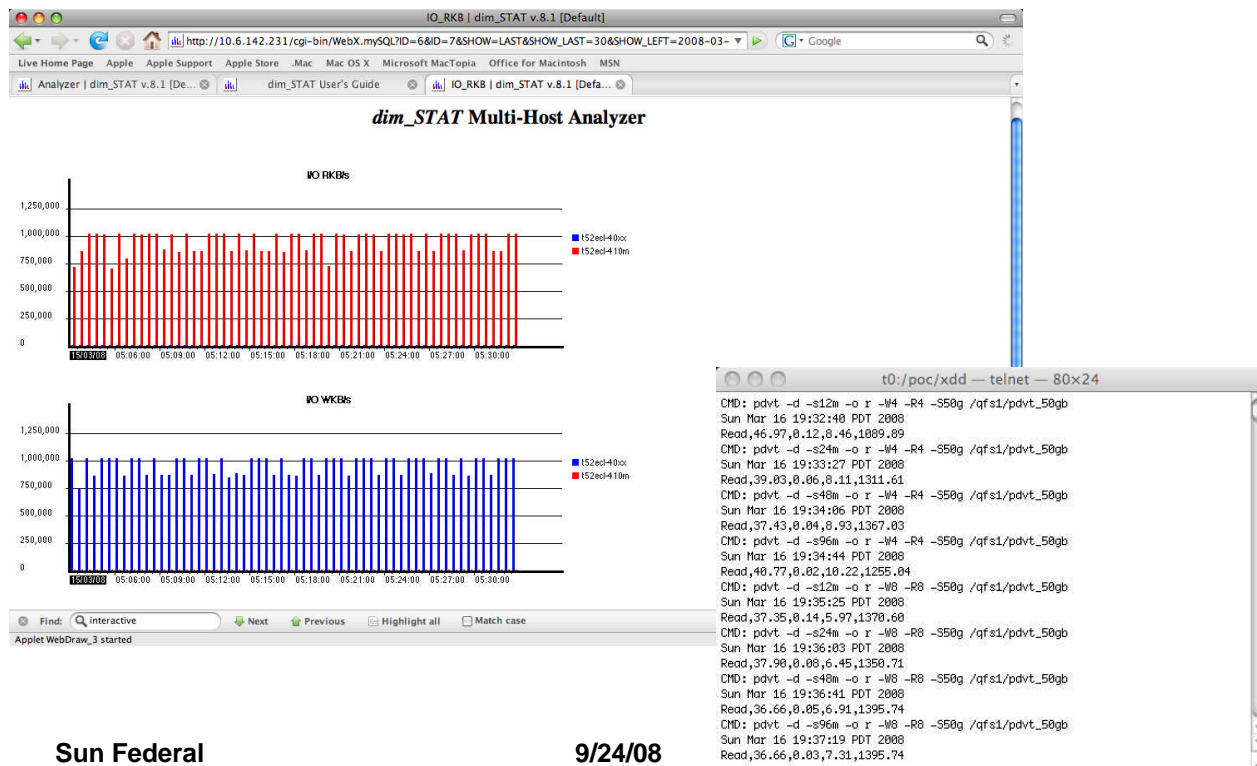 IO_RKB | dim_STAT v.8.1 [Default]
http://10.6.142.231/cgi-bin/WebX.mySQL?ID=6&ID=7&SHOW=LAST&SHOW_LAST=30&SHOW_LEFT=2008-03-
G Google
Live Home Page Apple Apple Support Apple Store .Mac Mac OS X Microsoft MacTopia Office for Macintosh MSN
Analyzer | dim_STAT v.8.1 [De... dim_STAT User's Guide IO_RKB | dim_STAT v.8.1 [Defa...
dim_STAT Multi-Host Analyzer
I/O RKB/s
1,250,000
1,000,000
750,000
500,000
250,000
0
t52ecl-40xx
t52ecl-410m
15/03/08 05:06:00 05:09:00 05:12:00 05:15:00 05:18:00 05:21:00 05:24:00 05:27:00 05:30:00
I/O WKB/s
1,250,000
1,000,000
750,000
500,000
250,000
0
t52ecl-40xx
t52ecl-410m
15/03/08 05:06:00 05:09:00 05:12:00 05:15:00 05:18:00 05:21:00 05:24:00 05:27:00 05:30:00
Find: interactive Next Previous Highlight all Match case
Applet WebDraw_3 started
t0:/poc/xdd — telnet — 80×24
CMD: pdvt -d -s12m -o r -W4 -R4 -S50g /qfs1/pdvt_50gb
Sun Mar 16 19:32:40 PDT 2008
Read,46.97,0.12,8.46,1089.89
CMD: pdvt -d -s24m -o r -W4 -R4 -S50g /qfs1/pdvt_50gb
Sun Mar 16 19:33:27 PDT 2008
Read,39.03,0.06,8.11,1311.61
CMD: pdvt -d -s48m -o r -W4 -R4 -S50g /qfs1/pdvt_50gb
Sun Mar 16 19:34:06 PDT 2008
Read,37.43,0.04,8.93,1367.03
CMD: pdvt -d -s96m -o r -W4 -R4 -S50g /qfs1/pdvt_50gb
Sun Mar 16 19:34:44 PDT 2008
Read,40.77,0.02,10.22,1255.04
CMD: pdvt -d -s12m -o r -W8 -R8 -S50g /qfs1/pdvt_50gb
Sun Mar 16 19:35:25 PDT 2008
Read,37.35,0.14,5.97,1370.60
CMD: pdvt -d -s24m -o r -W8 -R8 -S50g /qfs1/pdvt_50gb
Sun Mar 16 19:36:03 PDT 2008
Read,37.90,0.08,6.45,1350.71
CMD: pdvt -d -s48m -o r -W8 -R8 -S50g /qfs1/pdvt_50gb
Sun Mar 16 19:36:41 PDT 2008
Read,36.66,0.05,6.91,1395.74
CMD: pdvt -d -s96m -o r -W8 -R8 -S50g /qfs1/pdvt_50gb
Sun Mar 16 19:37:19 PDT 2008
Read,36.66,0.03,7.31,1395.74
Sun Federal 9/24/08